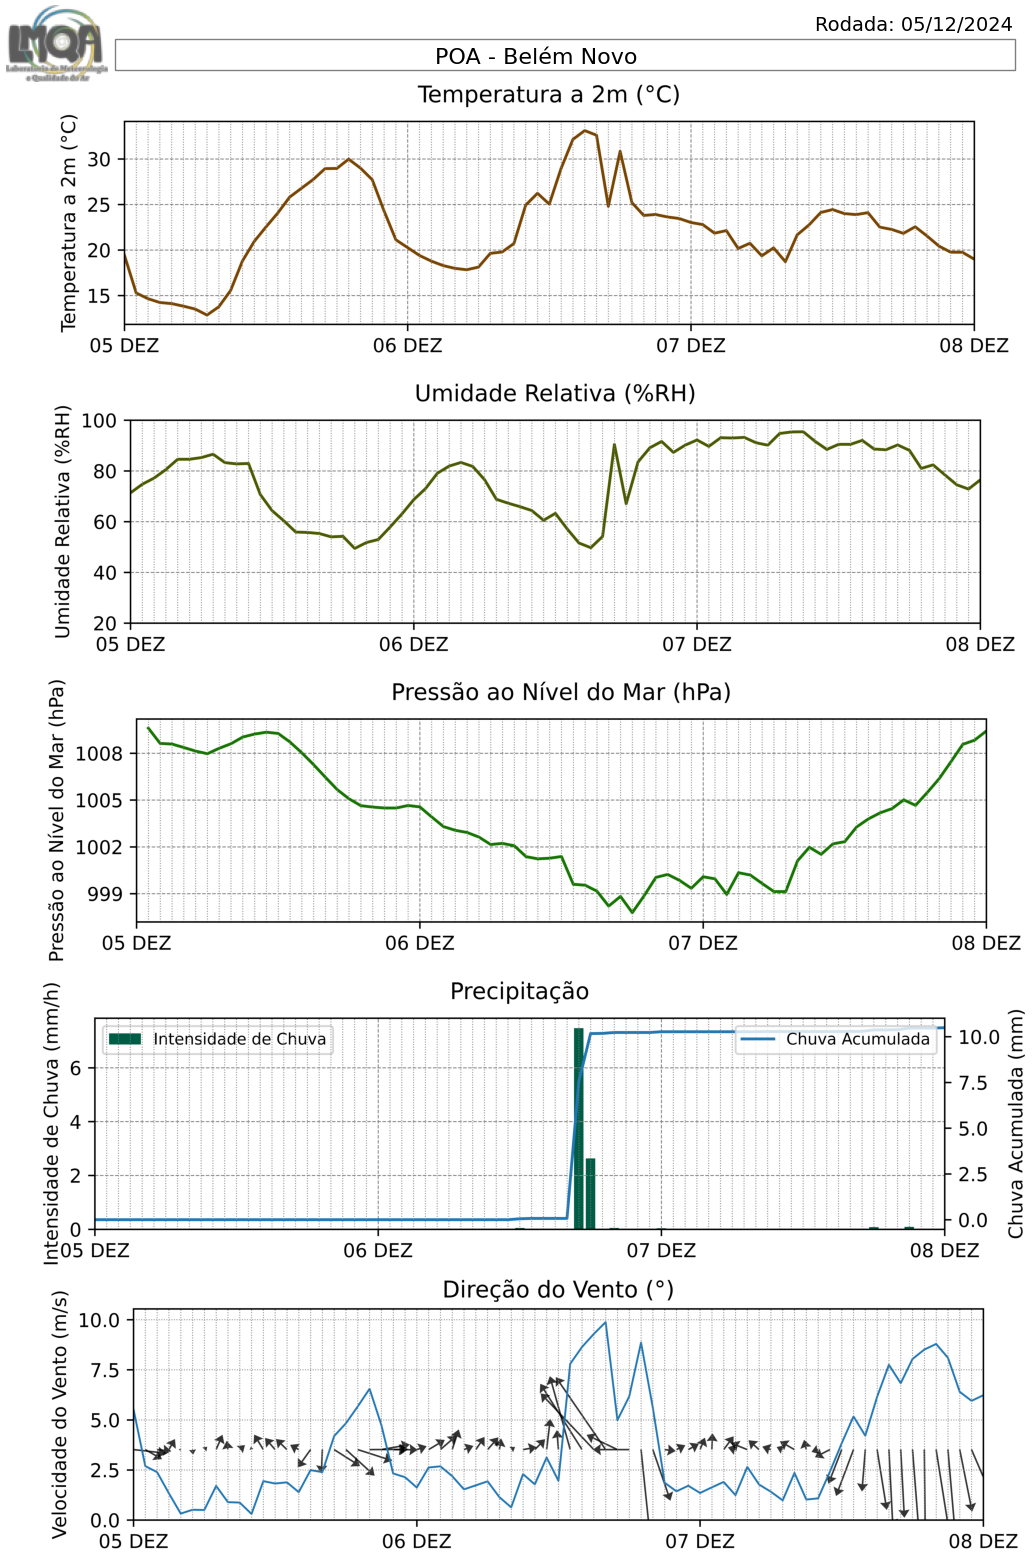 LMQA
Laboratório de Meteorologia
e Qualidade do Ar
Rodada: 05/12/2024
POA - Belém Novo
Temperatura a 2m (°C)
Temperatura a 2m (°C)
30
25
20
15
05 DEZ 06 DEZ 07 DEZ 08 DEZ
Umidade Relativa (%RH)
Umidade Relativa (%RH)
100
80
60
40
20
05 DEZ 06 DEZ 07 DEZ 08 DEZ
Pressão ao Nível do Mar (hPa)
Pressão ao Nível do Mar (hPa)
1008
1005
1002
999
05 DEZ 06 DEZ 07 DEZ 08 DEZ
Precipitação
Intensidade de Chuva (mm/h)
Intensidade de Chuva
Chuva Acumulada
6
4
2
0
10.0
7.5
5.0
2.5
0.0
Chuva Acumulada (mm)
05 DEZ 06 DEZ 07 DEZ 08 DEZ
Direção do Vento (°)
Velocidade do Vento (m/s)
10.0
7.5
5.0
2.5
0.0
05 DEZ 06 DEZ 07 DEZ 08 DEZ